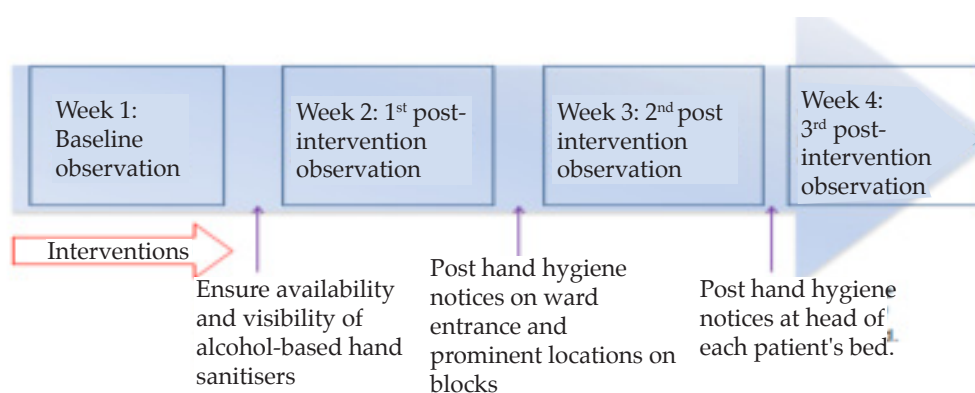 Week 1:
Baseline
observation
Week 2: 1st post-
intervention
observation
Week 3: 2nd post
intervention
observation
Week 4:
3rd post-
intervention
observation
Interventions
Ensure availability
and visibility of
alcohol-based hand
sanitisers
Post hand hygiene
notices on ward
entrance and
prominent locations on
blocks
Post hand hygiene
notices at head of
each patient's bed.